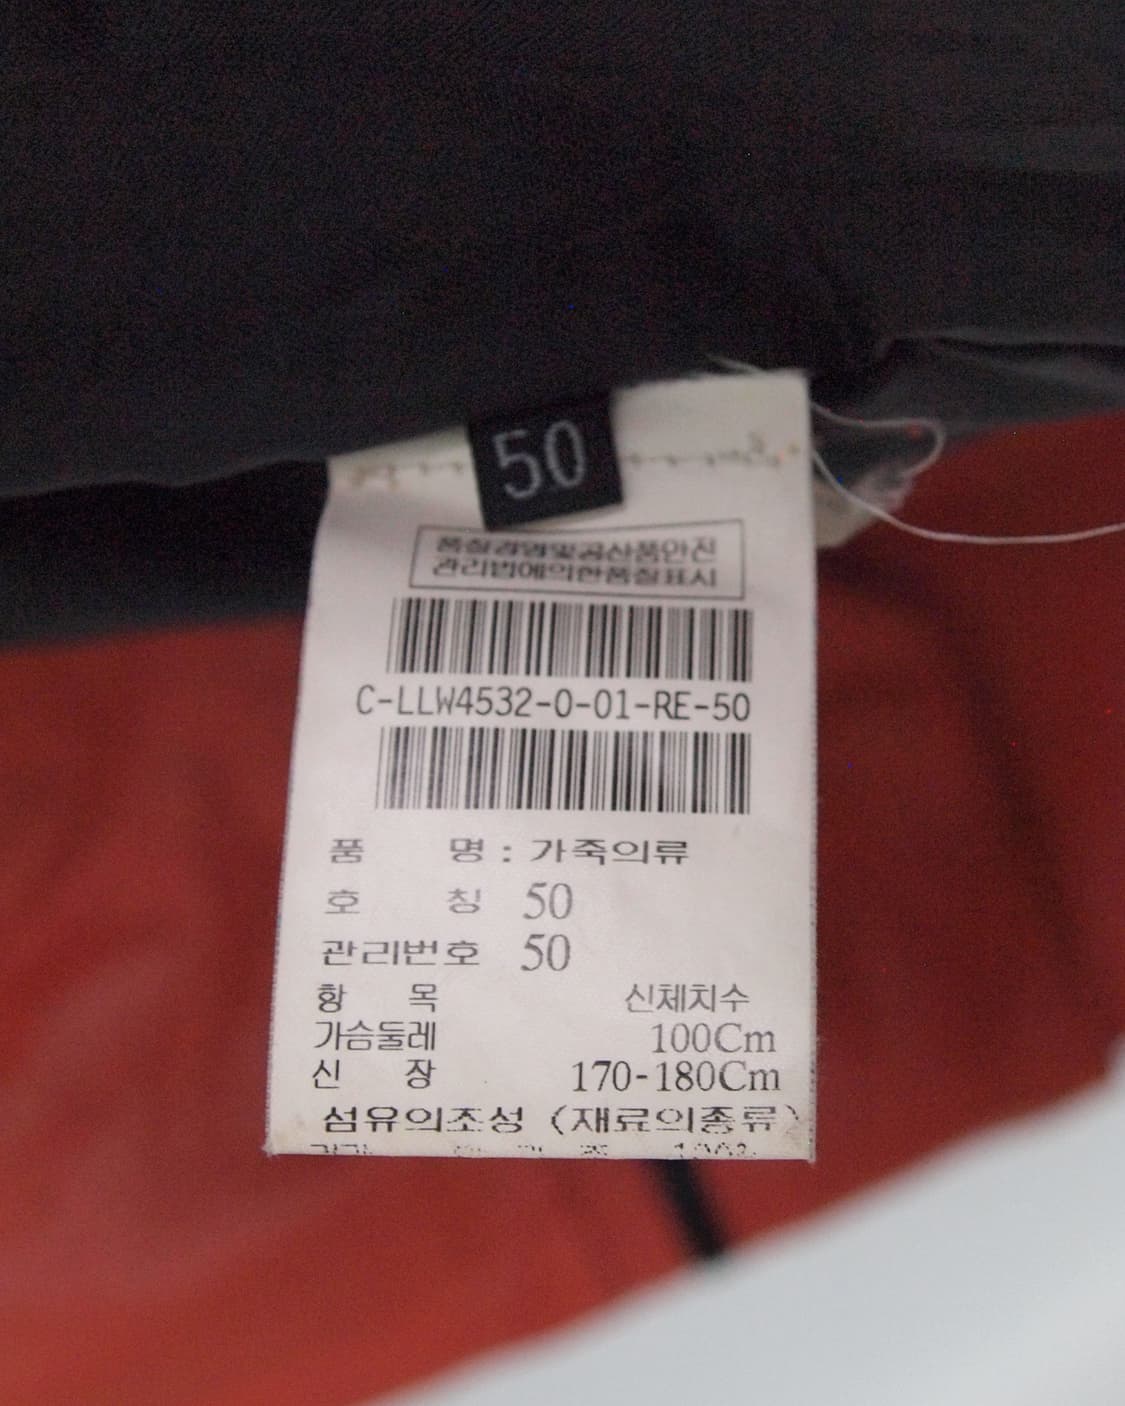 50
품질경영및공산품안전
관리법에의한품질표시
C-LLW4532-0-01-RE-50
품 명 : 가죽의류
호 칭 50
관리번호 50
항 목 신체치수
가슴둘레 100Cm
신 장 170-180Cm
섬유의조성 (재료의종류)